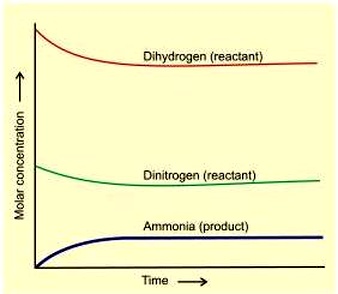 Dihydrogen (reactant)
Dinitrogen (reactant)
Ammonia (product)
Molar concentration
Time